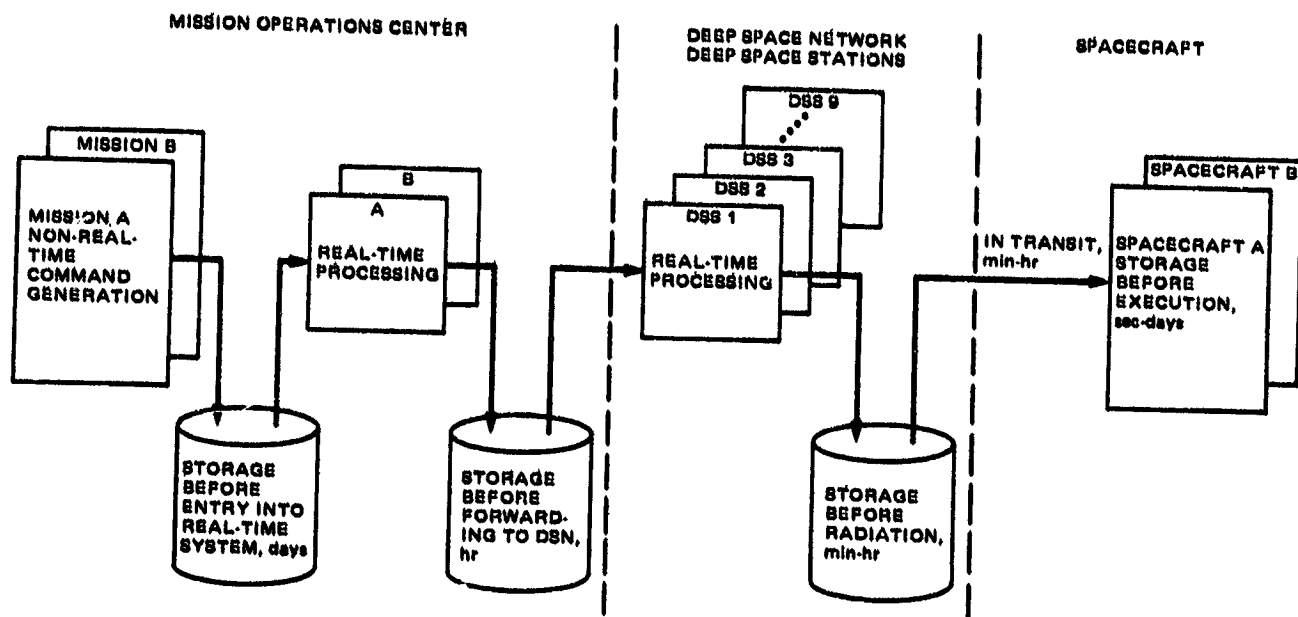 MISSION OPERATIONS CENTER
DEEP SPACE NETWORK
DEEP SPACE STATIONS
SPACECRAFT
MISSION B
MISSION A
NON-REAL-
TIME
COMMAND
GENERATION
B
A
REAL-TIME
PROCESSING
DSS 9
DSS 3
DSS 2
DSS 1
REAL-TIME
PROCESSING
IN TRANSIT,
min-hr
SPACECRAFT B
SPACECRAFT A
STORAGE
BEFORE
EXECUTION,
sec-days
STORAGE
BEFORE
ENTRY INTO
REAL-TIME
SYSTEM, days
STORAGE
BEFORE
FORWARD-
ING TO DSN,
hr
STORAGE
BEFORE
RADIATION,
min-hr